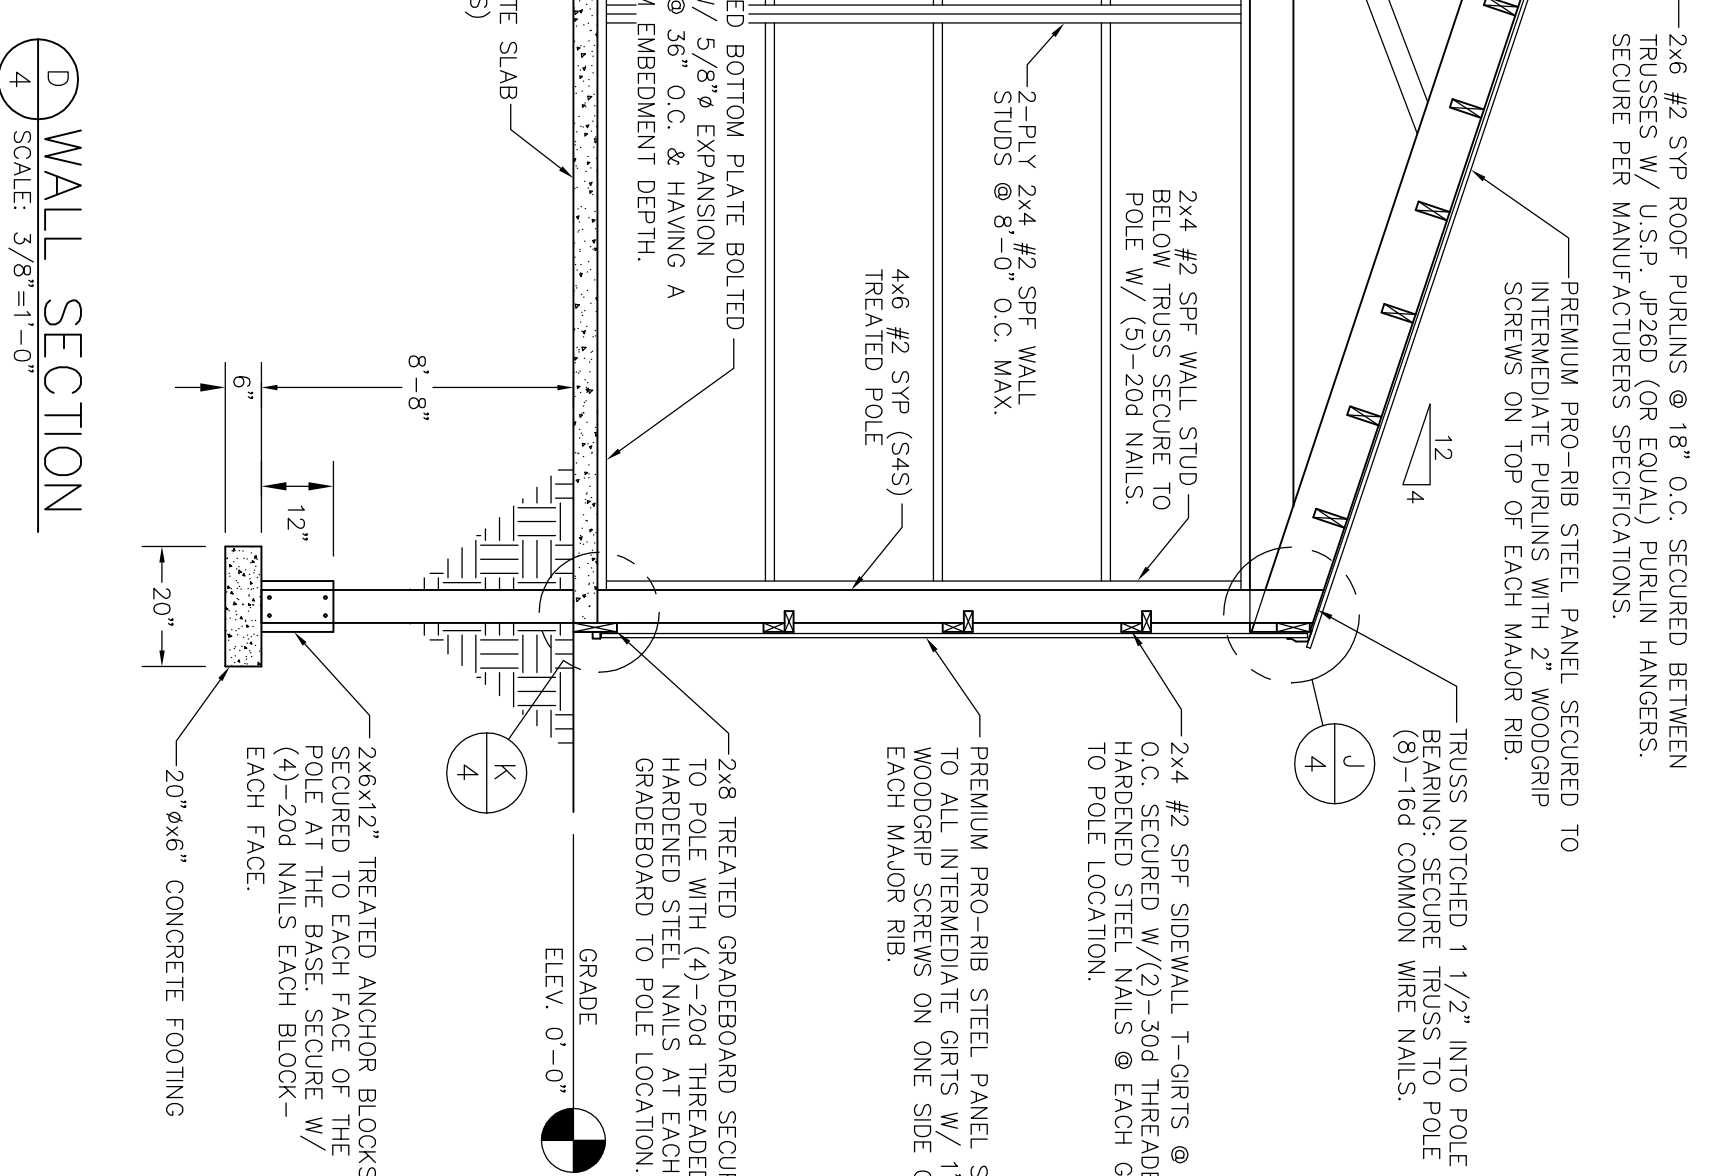 2x6 #2 SYP ROOF PURLINS @ 18" O.C. SECURED BETWEEN
TRUSSES W/ U.S.P. JP26D (OR EQUAL) PURLIN HANGERS.
SECURE PER MANUFACTURERS SPECIFICATIONS.
PREMIUM PRO-RIB STEEL PANEL SECURED TO
INTERMEDIATE PURLINS WITH 2" WOODGRIP
SCREWS ON TOP OF EACH MAJOR RIB.
12
4
TRUSS NOTCHED 1 1/2" INTO POLE
BEARING: SECURE TRUSS TO POLE
(8)-16d COMMON WIRE NAILS.
J
4
2x4 #2 SPF WALL STUD
BELOW TRUSS SECURE TO
POLE W/ (5)-20d NAILS.
2x4 #2 SPF SIDEWALL T-GIRTS @
O.C. SECURED W/(2)-30d THREADE
HARDENED STEEL NAILS @ EACH G
TO POLE LOCATION.
2-PLY 2x4 #2 SPF WALL
STUDS @ 8'-0" O.C. MAX.
4x6 #2 SYP (S4S)
TREATED POLE
PREMIUM PRO-RIB STEEL PANEL S
TO ALL INTERMEDIATE GIRTS W/ 1"
WOODGRIP SCREWS ON ONE SIDE O
EACH MAJOR RIB.
ED BOTTOM PLATE BOLTED
W/ 5/8"ø EXPANSION
@ 36" O.C. & HAVING A
M EMBEDMENT DEPTH.
2x8 TREATED GRADEBOARD SECUR
TO POLE WITH (4)-20d THREADED
HARDENED STEEL NAILS AT EACH
GRADEBOARD TO POLE LOCATION.
GRADE
ELEV. 0'-0"
TE SLAB
S)
K
4
8'-8"
6"
12"
20"
2x6x12" TREATED ANCHOR BLOCKS
SECURED TO EACH FACE OF THE
POLE AT THE BASE. SECURE W/
(4)-20d NAILS EACH BLOCK-
EACH FACE.
20"øx6" CONCRETE FOOTING
D
4
WALL SECTION
SCALE: 3/8"=1'-0"